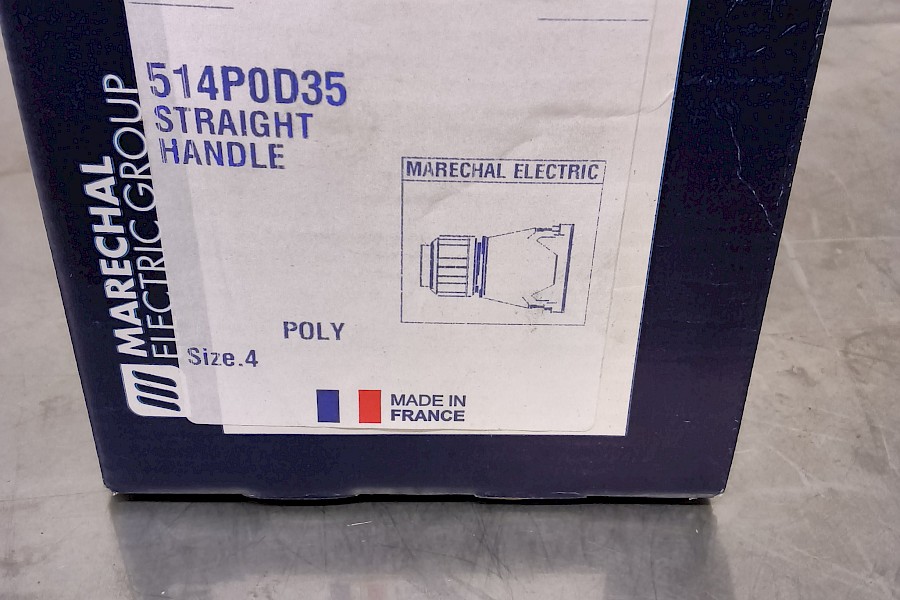 514P0D35
STRAIGHT
HANDLE
MARECHAL ELECTRIC
POLY
Size.4
MADE IN
FRANCE
MARECHAL
ELECTRIC GROUP